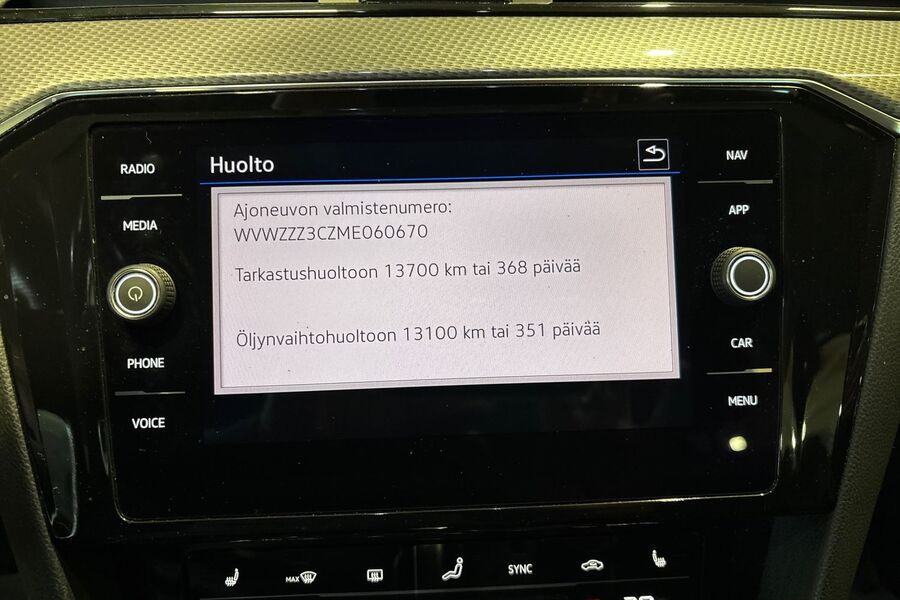 Huolto
RADIO
MEDIA
PHONE
VOICE
NAV
APP
CAR
MENU
Ajoneuvon valmistenumero:
WVWZZZ3CZME060670
Tarkastushuoltoon 13700 km tai 368 päivää
Öljynvaihtohuoltoon 13100 km tai 351 päivää
MAX
SYNC